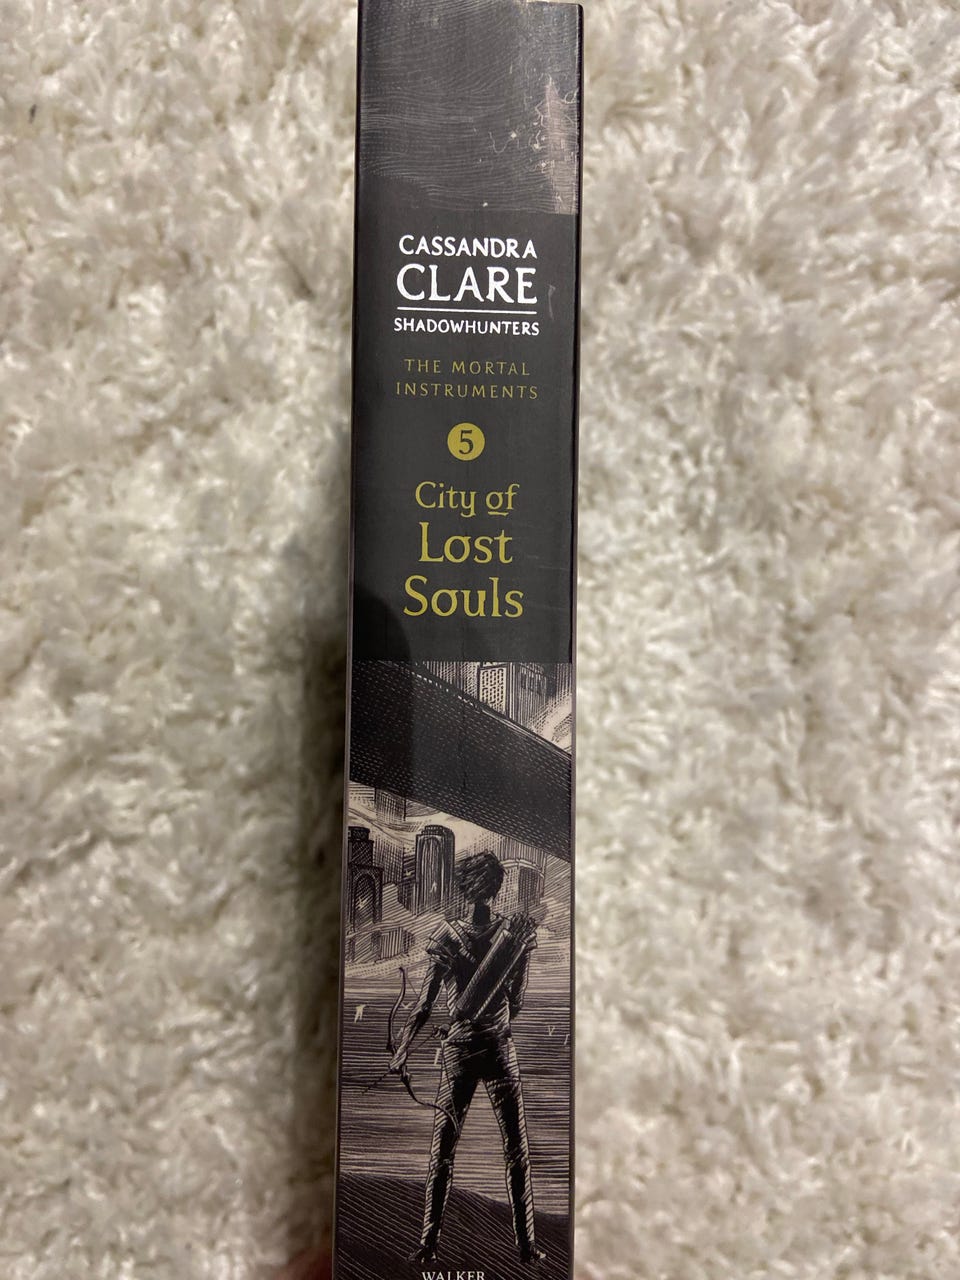 CASSANDRA
CLARE
SHADOWHUNTERS
THE MORTAL
INSTRUMENTS
5
City of
Lost
Souls
WALKER